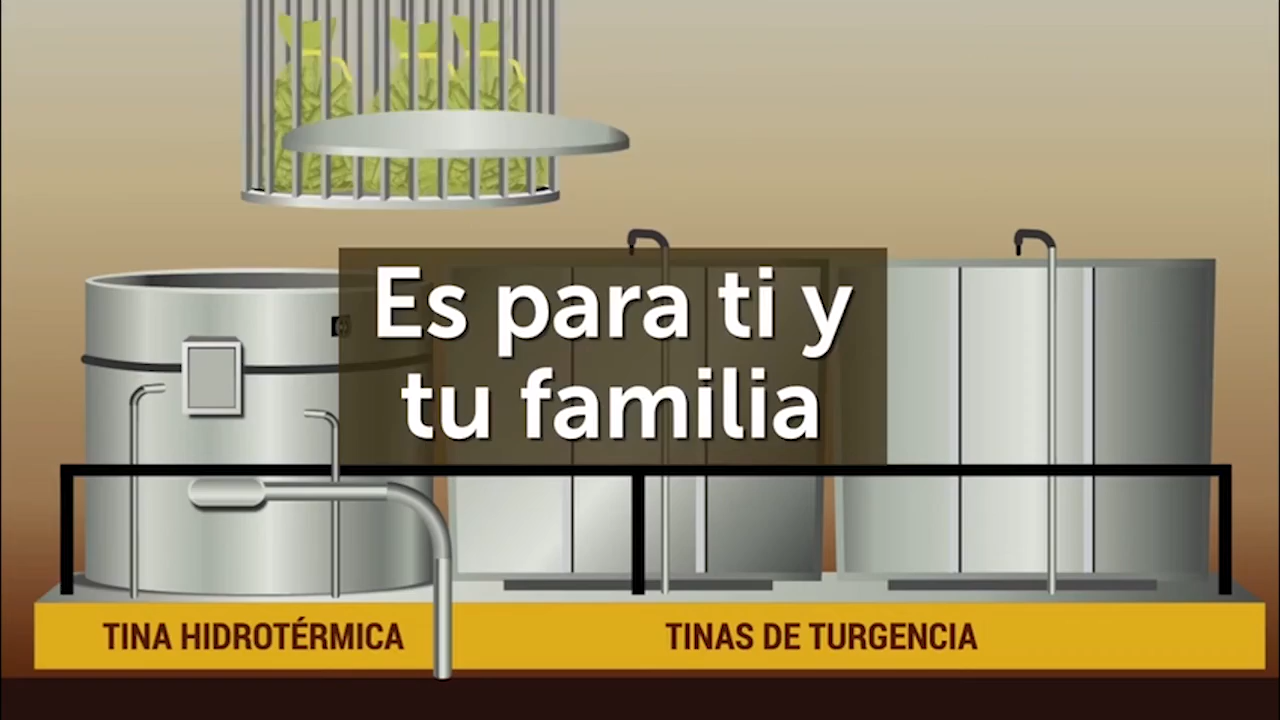 Es para ti y
tu familia
TINA HIDROTÉRMICA
TINAS DE TURGENCIA